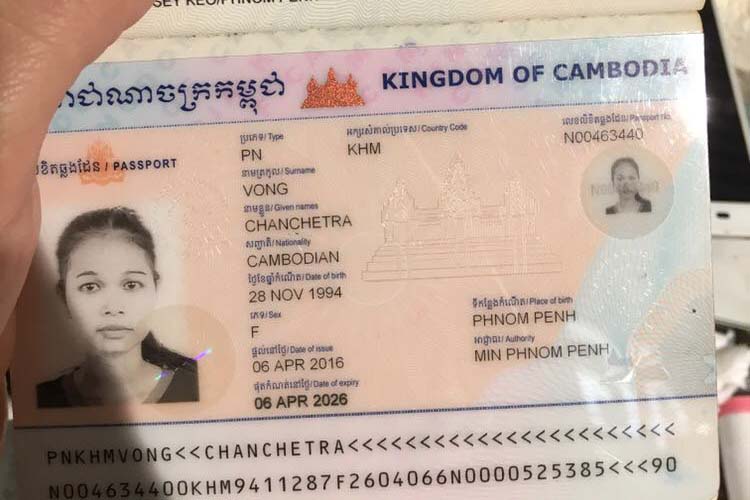 SEY KEO/PHNOM PENH
ព្រះរាជាណាចក្រកម្ពុជា KINGDOM OF CAMBODIA
លិខិតឆ្លងដែន / PASSPORT
ប្រភេទ/ Type
PN
អក្សរសំគាល់ប្រទេស/ Country Code
KHM
លេខលិខិតឆ្លងដែន/ Passport no.
N00463440
នាមត្រកូល/ Surname
VONG
នាមខ្លួន/ Given names
CHANCHETRA
សញ្ជាតិ/ Nationality
CAMBODIAN
ថ្ងៃខែឆ្នាំកំណើត/ Date of birth
28 NOV 1994
ភេទ/ Sex
F
ទីកន្លែងកំណើត/ Place of birth
PHNOM PENH
ផ្តល់នៅថ្ងៃ/ Date of issue
06 APR 2016
អាជ្ញាធរ/ Authority
MIN PHNOM PENH
ផុតកំណត់នៅថ្ងៃ/ Date of expiry
06 APR 2026
PNKHMVONG<<CHANCHETRA<<<<<<<<<<<<<<<<<<<<<<<
N004634400KHM9411287F2604066N0000525385<<<90